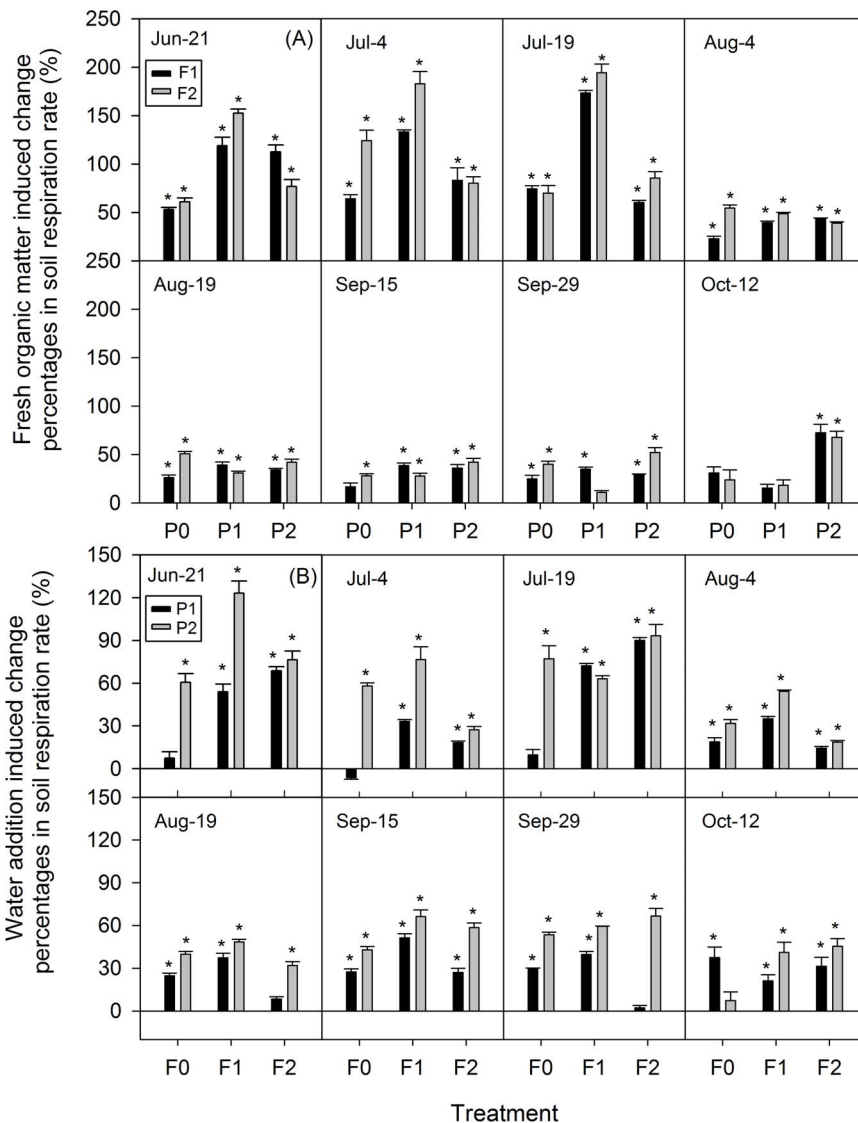 Fresh organic matter induced change
percentages in soil respiration rate (%)
250
200
150
100
50
250
200
150
100
50
0
Jun-21
(A)
F1
F2
* * * * * *
Jul-4
* * * * * *
Jul-19
* * * * * *
Aug-4
* * * * * *
Aug-19
* * * * * *
Sep-15
* * * * *
Sep-29
* * * * *
Oct-12
* *
P0 P1 P2 P0 P1 P2 P0 P1 P2 P0 P1 P2
Water addition induced change
percentages in soil respiration rate (%)
150
120
90
60
30
0
150
120
90
60
30
0
Jun-21
(B)
P1
P2
* * * * *
Jul-4
* * * * *
Jul-19
* * * * *
Aug-4
* * * * * *
Aug-19
* * * * *
Sep-15
* * * * * *
Sep-29
* * * * *
Oct-12
* * * * *
F0 F1 F2 F0 F1 F2 F0 F1 F2 F0 F1 F2
Treatment